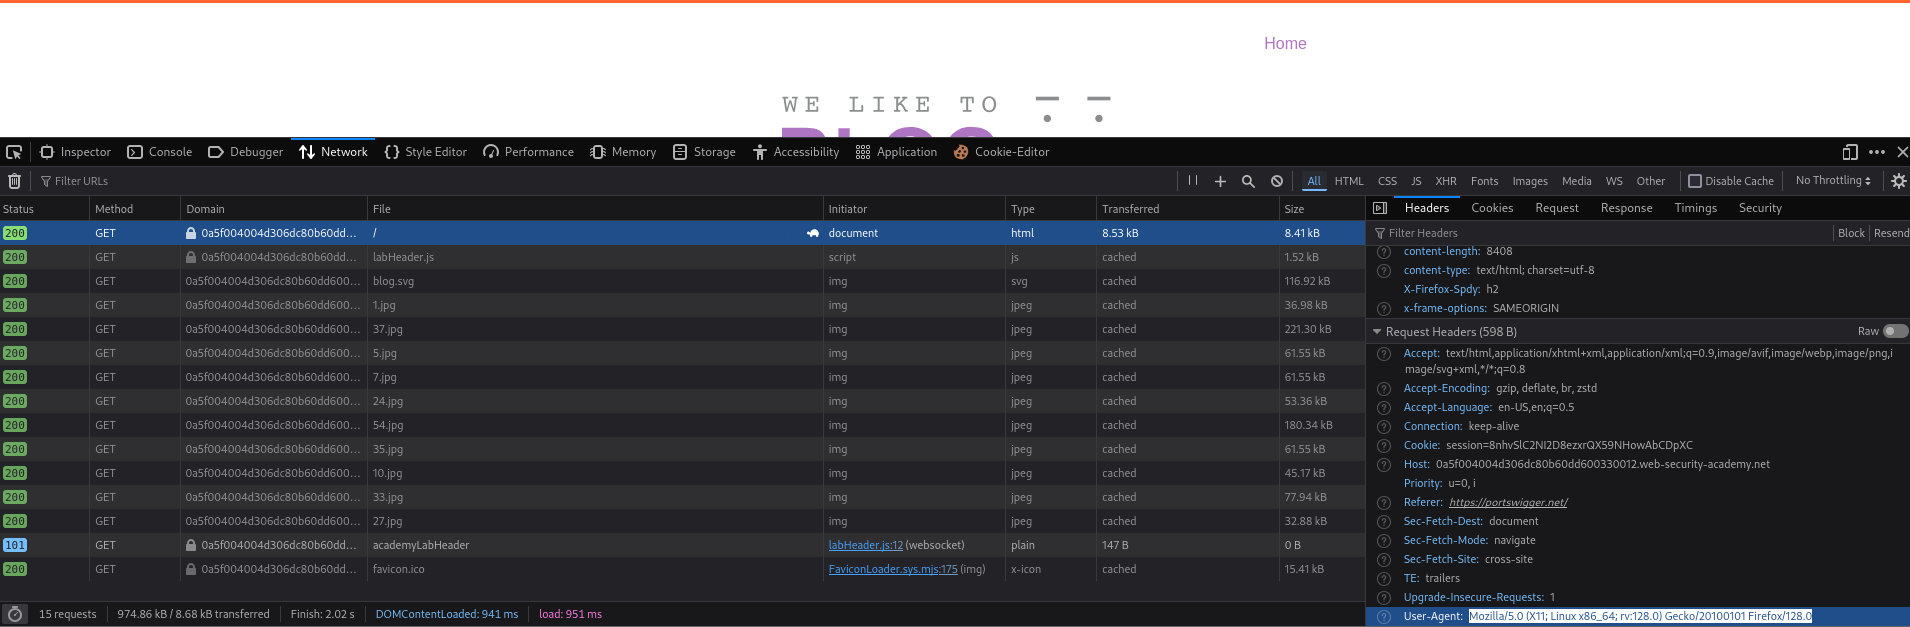 Home
WE LIKE TO
BLOG
Inspector Console Debugger Network Style Editor Performance Memory Storage Accessibility Application Cookie-Editor
Filter URLs All HTML CSS JS XHR Fonts Images Media WS Other Disable Cache No Throttling
Status Method Domain File Initiator Type Transferred Size
200 GET 0a5f004004d306dc80b60dd... / document html 8.53 kB 8.41 kB
200 GET 0a5f004004d306dc80b60dd... labHeader.js script js cached 1.52 kB
200 GET 0a5f004004d306dc80b60dd600... blog.svg img svg cached 116.92 kB
200 GET 0a5f004004d306dc80b60dd600... 1.jpg img jpeg cached 36.98 kB
200 GET 0a5f004004d306dc80b60dd600... 37.jpg img jpeg cached 221.30 kB
200 GET 0a5f004004d306dc80b60dd600... 5.jpg img jpeg cached 61.55 kB
200 GET 0a5f004004d306dc80b60dd600... 7.jpg img jpeg cached 61.55 kB
200 GET 0a5f004004d306dc80b60dd600... 24.jpg img jpeg cached 53.36 kB
200 GET 0a5f004004d306dc80b60dd600... 54.jpg img jpeg cached 180.34 kB
200 GET 0a5f004004d306dc80b60dd600... 35.jpg img jpeg cached 61.55 kB
200 GET 0a5f004004d306dc80b60dd600... 10.jpg img jpeg cached 45.17 kB
200 GET 0a5f004004d306dc80b60dd600... 33.jpg img jpeg cached 77.94 kB
200 GET 0a5f004004d306dc80b60dd600... 27.jpg img jpeg cached 32.88 kB
101 GET 0a5f004004d306dc80b60dd... academyLabHeader labHeader.js:12 (websocket) plain 147 B 0 B
200 GET 0a5f004004d306dc80b60dd... favicon.ico FaviconLoader.sys.mjs:175 (img) x-icon cached 15.41 kB
15 requests 974.86 kB / 8.68 kB transferred Finish: 2.02 s DOMContentLoaded: 941 ms load: 951 ms
Headers Cookies Request Response Timings Security
Filter Headers Block Resend
content-length: 8408
content-type: text/html; charset=utf-8
X-Firefox-Spdy: h2
x-frame-options: SAMEORIGIN
Request Headers (598 B) Raw
Accept: text/html,application/xhtml+xml,application/xml;q=0.9,image/avif,image/webp,image/png,i
mage/svg+xml,*/*;q=0.8
Accept-Encoding: gzip, deflate, br, zstd
Accept-Language: en-US,en;q=0.5
Connection: keep-alive
Cookie: session=8nhvSlC2NI2D8ezxrQX59NHowAbCDpXC
Host: 0a5f004004d306dc80b60dd600330012.web-security-academy.net
Priority: u=0, i
Referer: https://portswigger.net/
Sec-Fetch-Dest: document
Sec-Fetch-Mode: navigate
Sec-Fetch-Site: cross-site
TE: trailers
Upgrade-Insecure-Requests: 1
User-Agent: Mozilla/5.0 (X11; Linux x86_64; rv:128.0) Gecko/20100101 Firefox/128.0